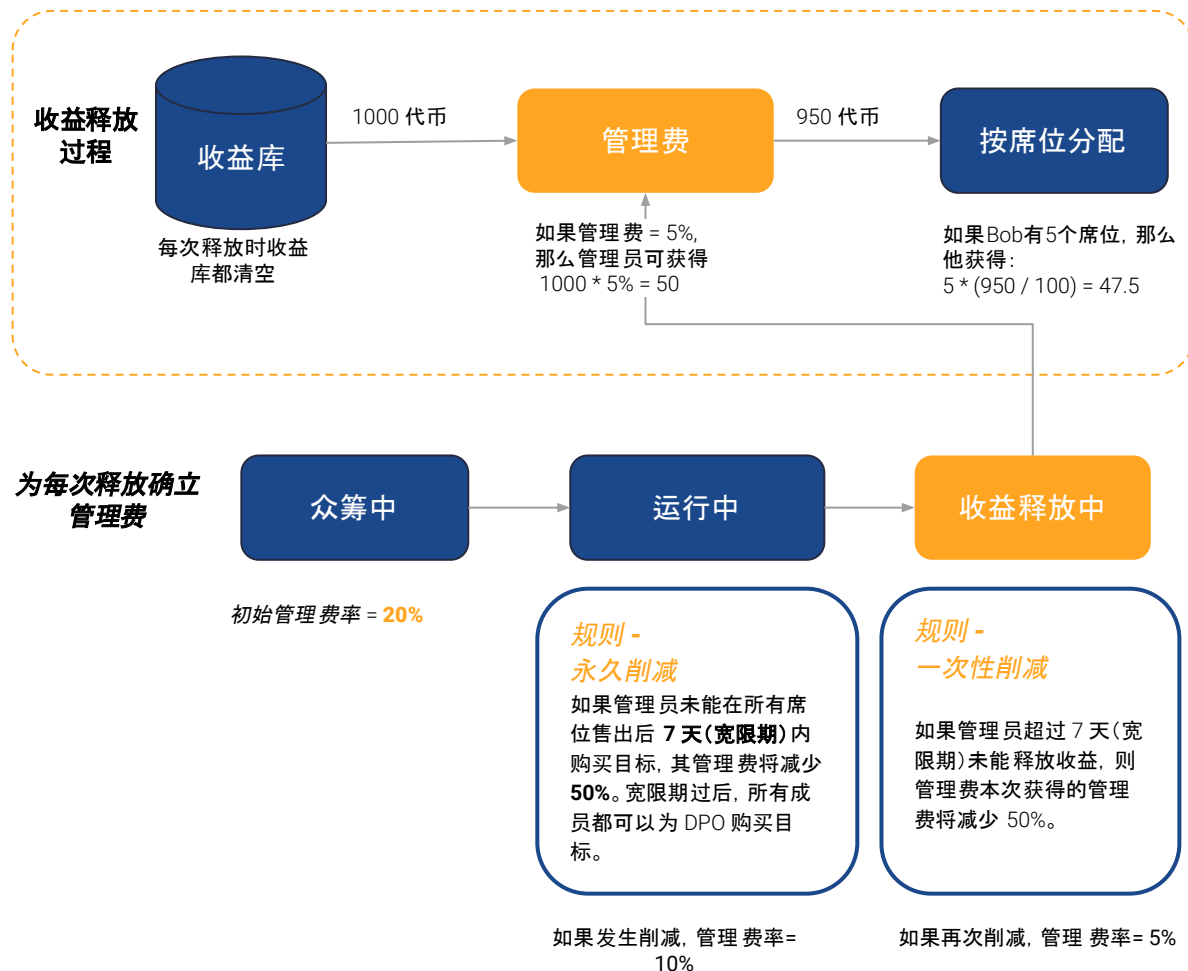 收益释放
过程
收益库
每次释放时收益
库都清空
1000 代币
管理费
如果管理费 = 5%,
那么管理员可获得
1000 * 5% = 50
950 代币
按席位分配
如果Bob有5个席位, 那么
他获得:
5 * (950 / 100) = 47.5
为每次释放确立
管理费
众筹中
运行中
收益释放中
初始管理费率 = 20%
规则 -
永久削减
如果管理员未能在所有席
位售出后 7 天（宽限期）内
购买目标, 其管理费将减少
50%。宽限期过后, 所有成
员都可以为 DPO 购买目
标。
如果发生削减, 管理费率=
10%
规则 -
一次性削减
如果管理员超过 7 天（宽
限期）未能释放收益, 则
管理费本次获得的管理
费将减少 50%。
如果再次削减, 管理费率= 5%